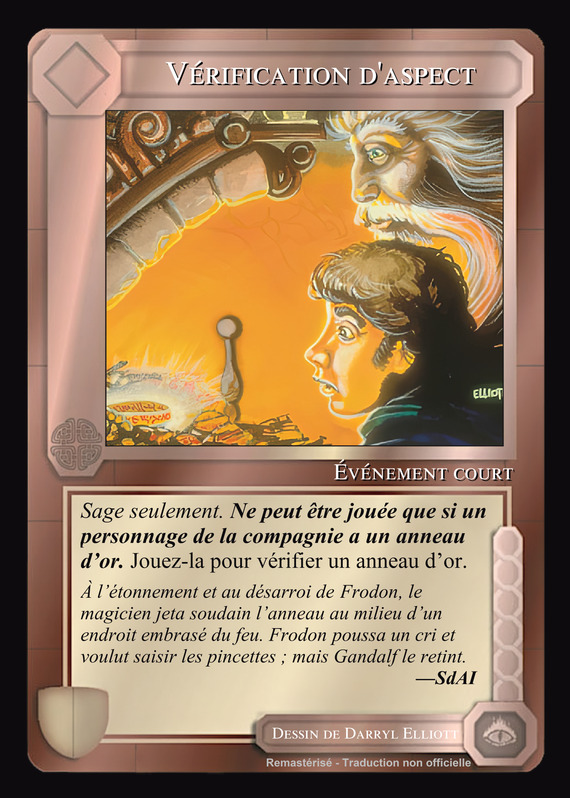 Vérification d'aspect
ELLIOT
Événement court
Sage seulement. Ne peut être jouée que si un
personnage de la compagnie a un anneau
d'or. Jouez-la pour vérifier un anneau d'or.
À l'étonnement et au désarroi de Frodon, le
magicien jeta soudain l'anneau au milieu d'un
endroit embrasé du feu. Frodon poussa un cri et
voulut saisir les pincettes ; mais Gandalf le retint.
—SdAI
Dessin de Darryl Elliott
Remastérisé - Traduction non officielle